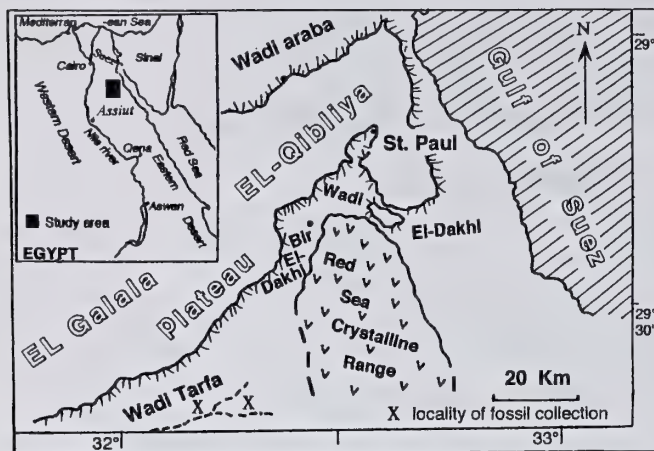 Mediterran -ean Sea
Cairo
Suez
Sinai
Assiut
Western Desert
Nile river
Qena
Eastern
Desert
Red Sea
Aswan
Study area
EGYPT
Wadi araba
EL-QIBLIYA
St. Paul
Wadi
El-Dakhl
Bir
El-
Dakhl
Gulf of Suez
N
29°
EL Galala
Plateau
Red
Sea
Crystalline
Range
29°
30'
Wadi Tarfa
X X
20 Km
X locality of fossil collection
32°
33°